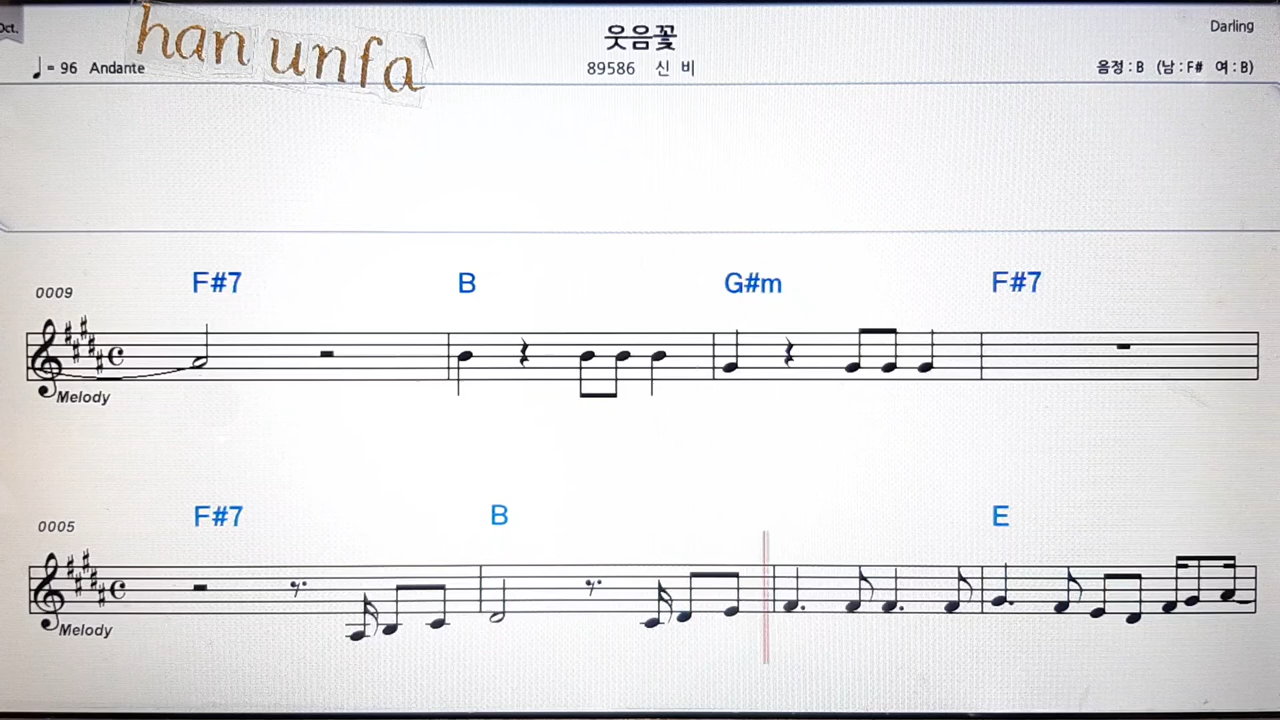 Oct.
han unfa
웃음꽃
Darling
♩= 96 Andante
89586 신 비
음정 : B (남 : F# 여 : B)
F#7 B G#m F#7
0009
Melody
F#7 B E
0005
Melody